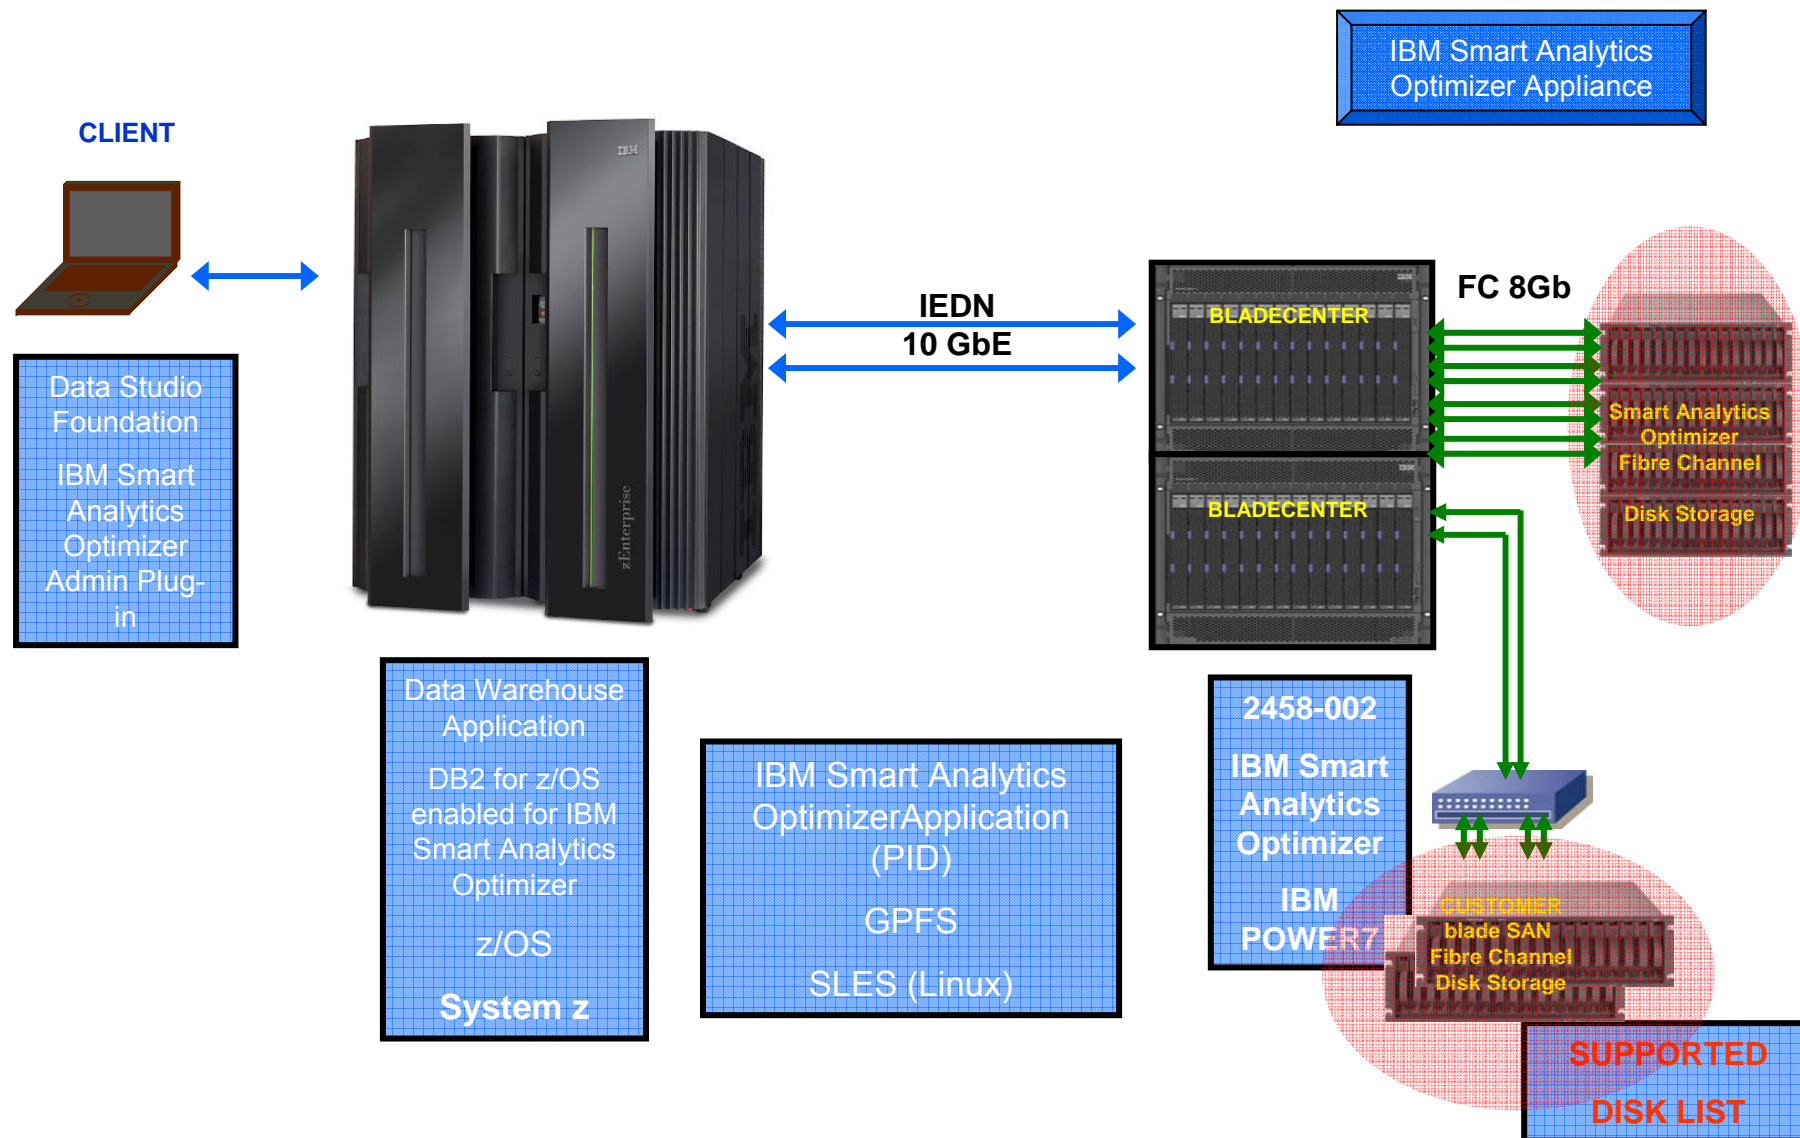 IBM Smart Analytics
Optimizer Appliance
CLIENT
IBM
zEnterprise
IEDN
10 GbE
FC 8Gb
IBM
BLADECENTER
IBM
BLADECENTER
Smart Analytics
Optimizer
Fibre Channel
Disk Storage
Data Studio
Foundation
IBM Smart
Analytics
Optimizer
Admin Plug-
in
Data Warehouse
Application
DB2 for z/OS
enabled for IBM
Smart Analytics
Optimizer
z/OS
System z
IBM Smart Analytics
OptimizerApplication
(PID)
GPFS
SLES (Linux)
2458-002
IBM Smart
Analytics
Optimizer
IBM
POWER7
CUSTOMER
blade SAN
Fibre Channel
Disk Storage
SUPPORTED
DISK LIST